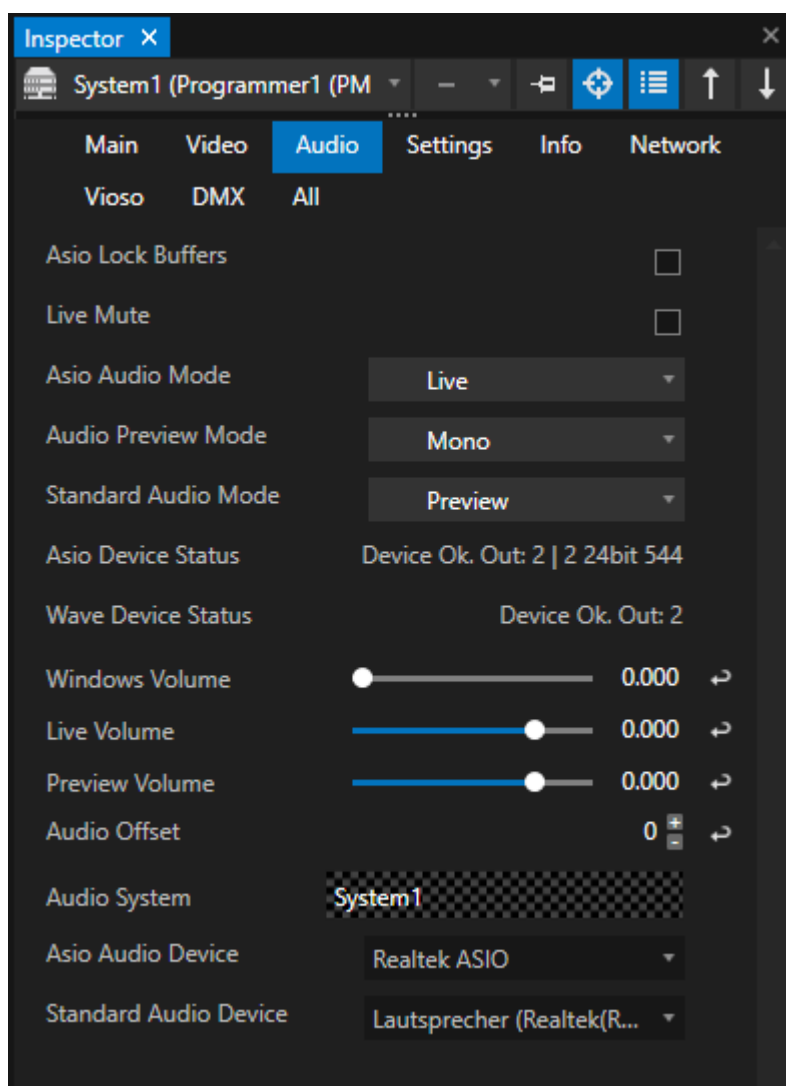 Inspector
System1 (Programmer1 (PM
Main Video Audio Settings Info Network
Vioso DMX All
Asio Lock Buffers
Live Mute
Asio Audio Mode Live
Audio Preview Mode Mono
Standard Audio Mode Preview
Asio Device Status Device Ok. Out: 2 | 2 24bit 544
Wave Device Status Device Ok. Out: 2
Windows Volume 0.000
Live Volume 0.000
Preview Volume 0.000
Audio Offset 0
Audio System System1
Asio Audio Device Realtek ASIO
Standard Audio Device Lautsprecher (Realtek(R...